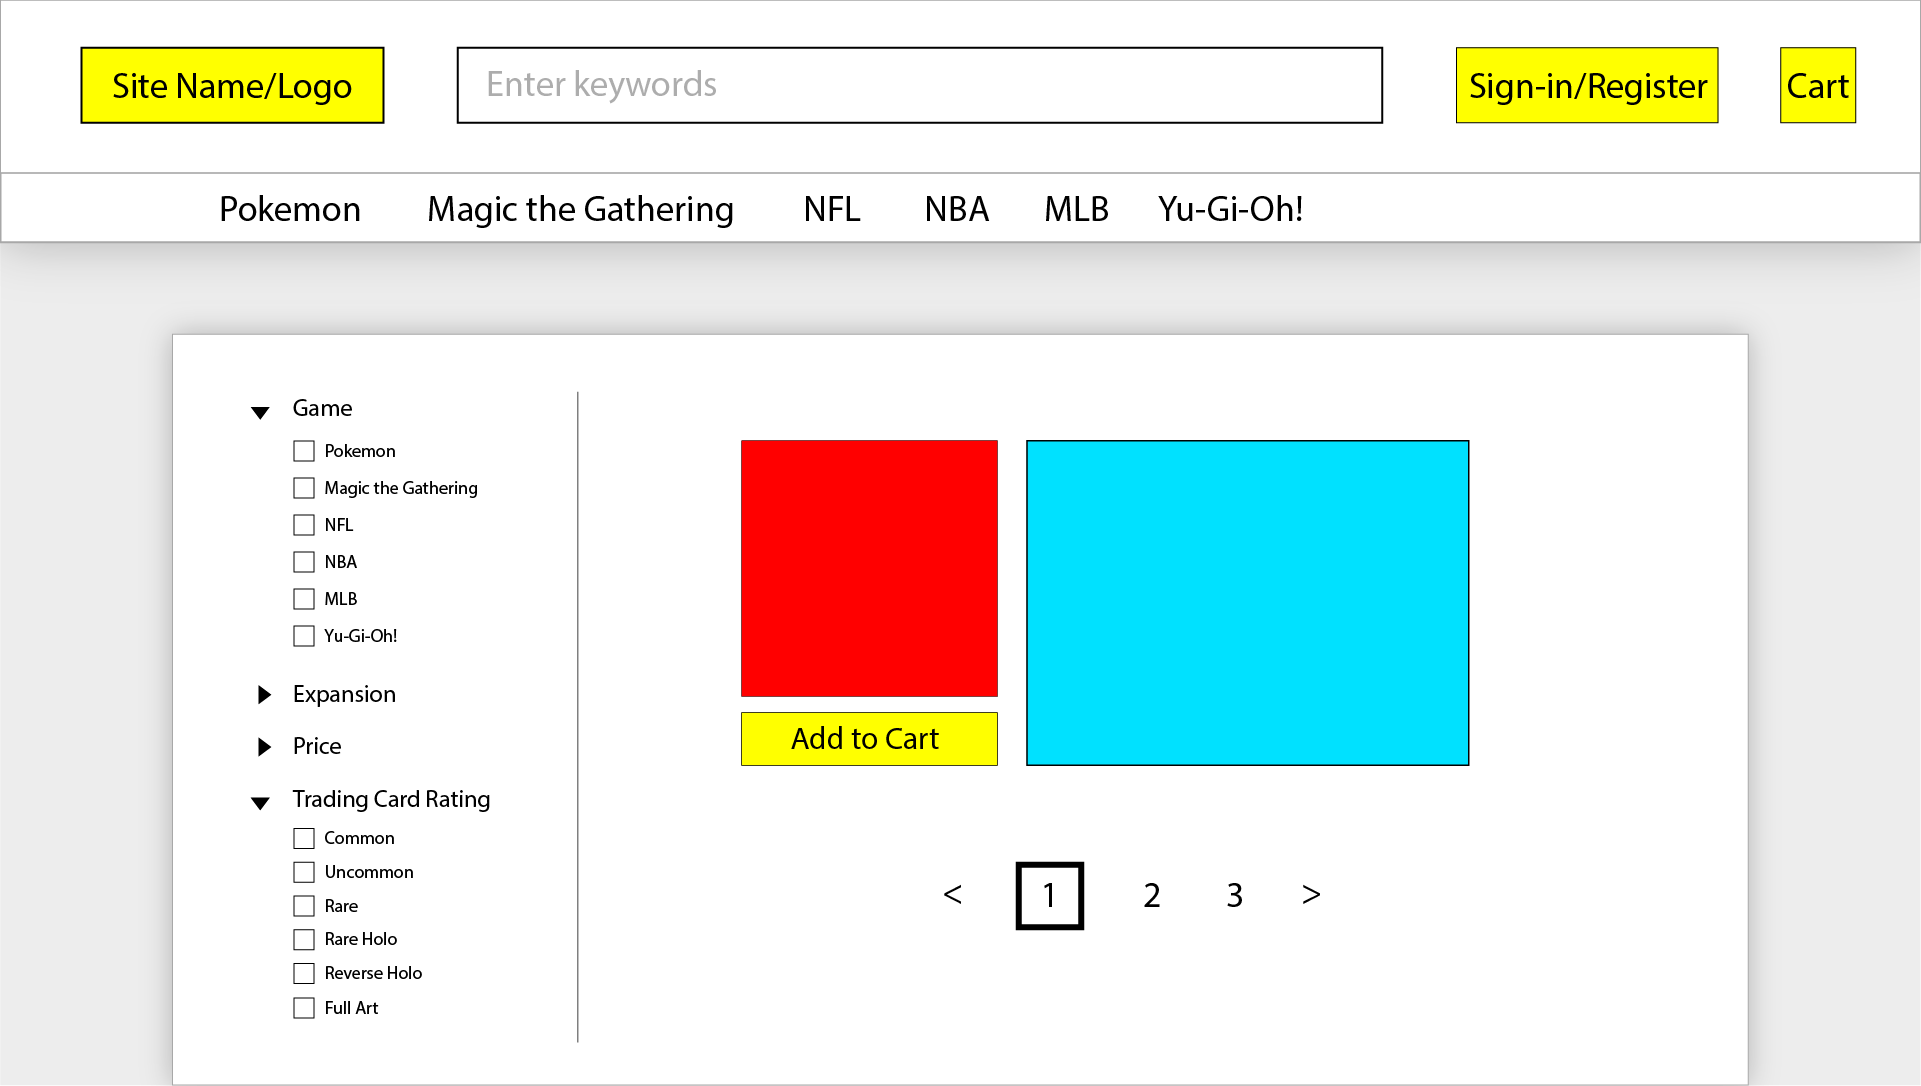 Site Name/Logo
Enter keywords
Sign-in/Register
Cart
Pokemon
Magic the Gathering
NFL
NBA
MLB
Yu-Gi-Oh!
Game
Pokemon
Magic the Gathering
NFL
NBA
MLB
Yu-Gi-Oh!
Expansion
Price
Trading Card Rating
Common
Uncommon
Rare
Rare Holo
Reverse Holo
Full Art
Add to Cart
< 1 2 3 >